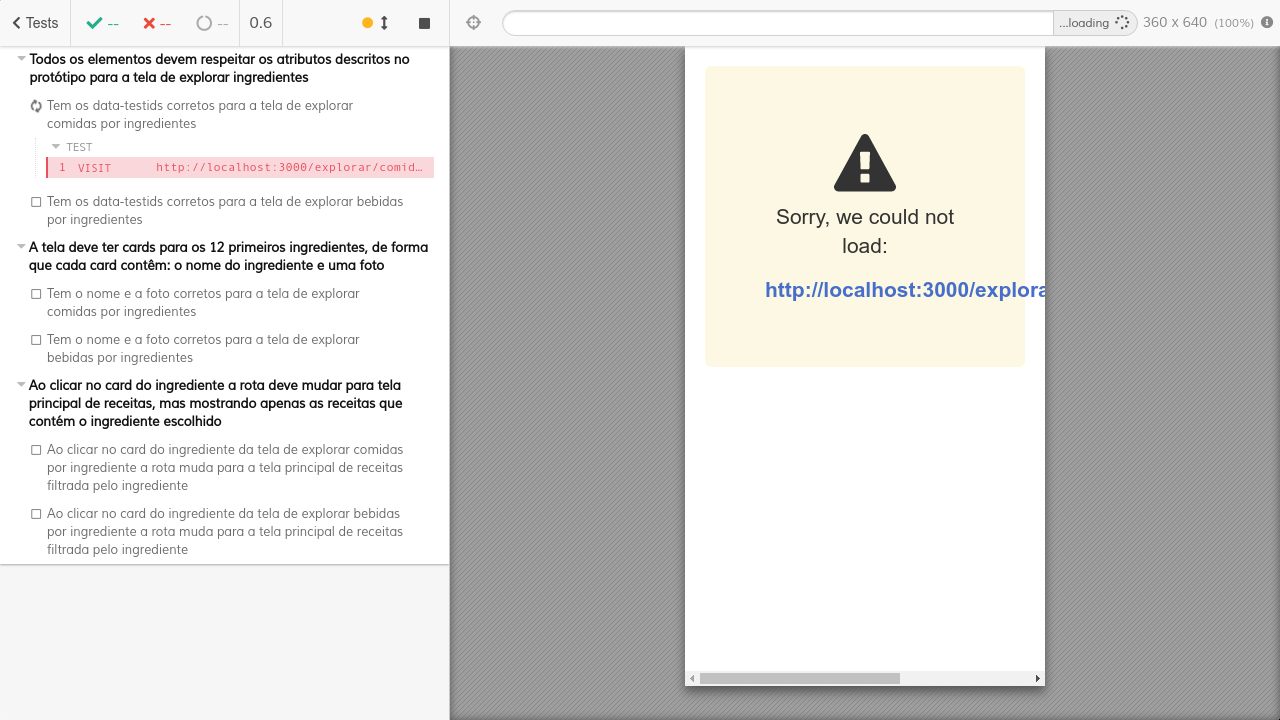 Tests
--
--
--
0.6
...loading
360 x 640 (100%)
Todos os elementos devem respeitar os atributos descritos no
protótipo para a tela de explorar ingredientes
Tem os data-testids corretos para a tela de explorar
comidas por ingredientes
TEST
1 VISIT http://localhost:3000/explorar/comid…
Tem os data-testids corretos para a tela de explorar bebidas
por ingredientes
A tela deve ter cards para os 12 primeiros ingredientes, de forma
que cada card contêm: o nome do ingrediente e uma foto
Tem o nome e a foto corretos para a tela de explorar
comidas por ingredientes
Tem o nome e a foto corretos para a tela de explorar
bebidas por ingredientes
Ao clicar no card do ingrediente a rota deve mudar para tela
principal de receitas, mas mostrando apenas as receitas que
contém o ingrediente escolhido
Ao clicar no card do ingrediente da tela de explorar comidas
por ingrediente a rota muda para a tela principal de receitas
filtrada pelo ingrediente
Ao clicar no card do ingrediente da tela de explorar bebidas
por ingrediente a rota muda para a tela principal de receitas
filtrada pelo ingrediente
Sorry, we could not
load:
http://localhost:3000/explora